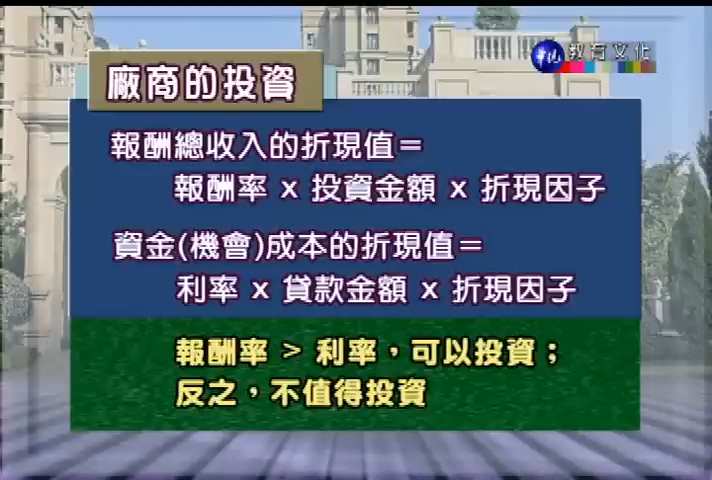 華視 教育文化
廠商的投資
報酬總收入的折現值＝
報酬率 x 投資金額 x 折現因子
資金(機會)成本的折現值＝
利率 x 貸款金額 x 折現因子
報酬率 > 利率，可以投資；
反之，不值得投資